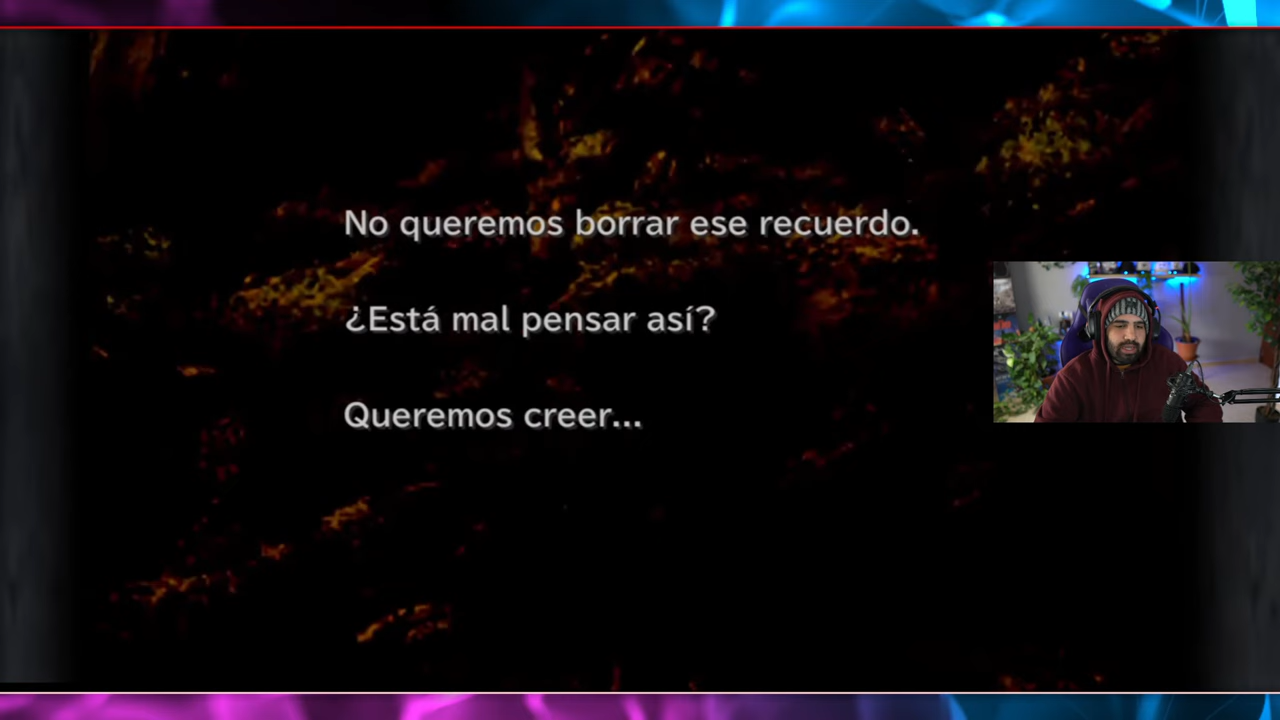 No queremos borrar ese recuerdo.
¿Está mal pensar así?
Queremos creer...